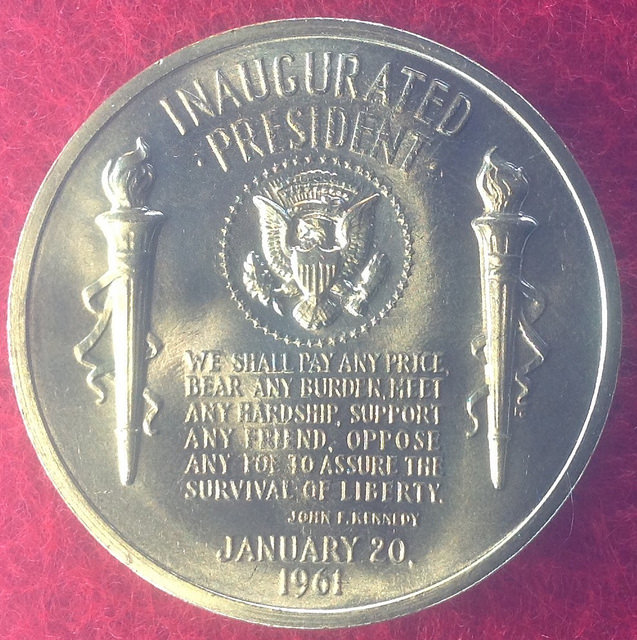 INAUGURATED
· PRESIDENT ·
WE SHALL PAY ANY PRICE,
BEAR ANY BURDEN, MEET
ANY HARDSHIP, SUPPORT
ANY FRIEND, OPPOSE
ANY FOE TO ASSURE THE
SURVIVAL OF LIBERTY.
JOHN F. KENNEDY
JANUARY 20,
1961